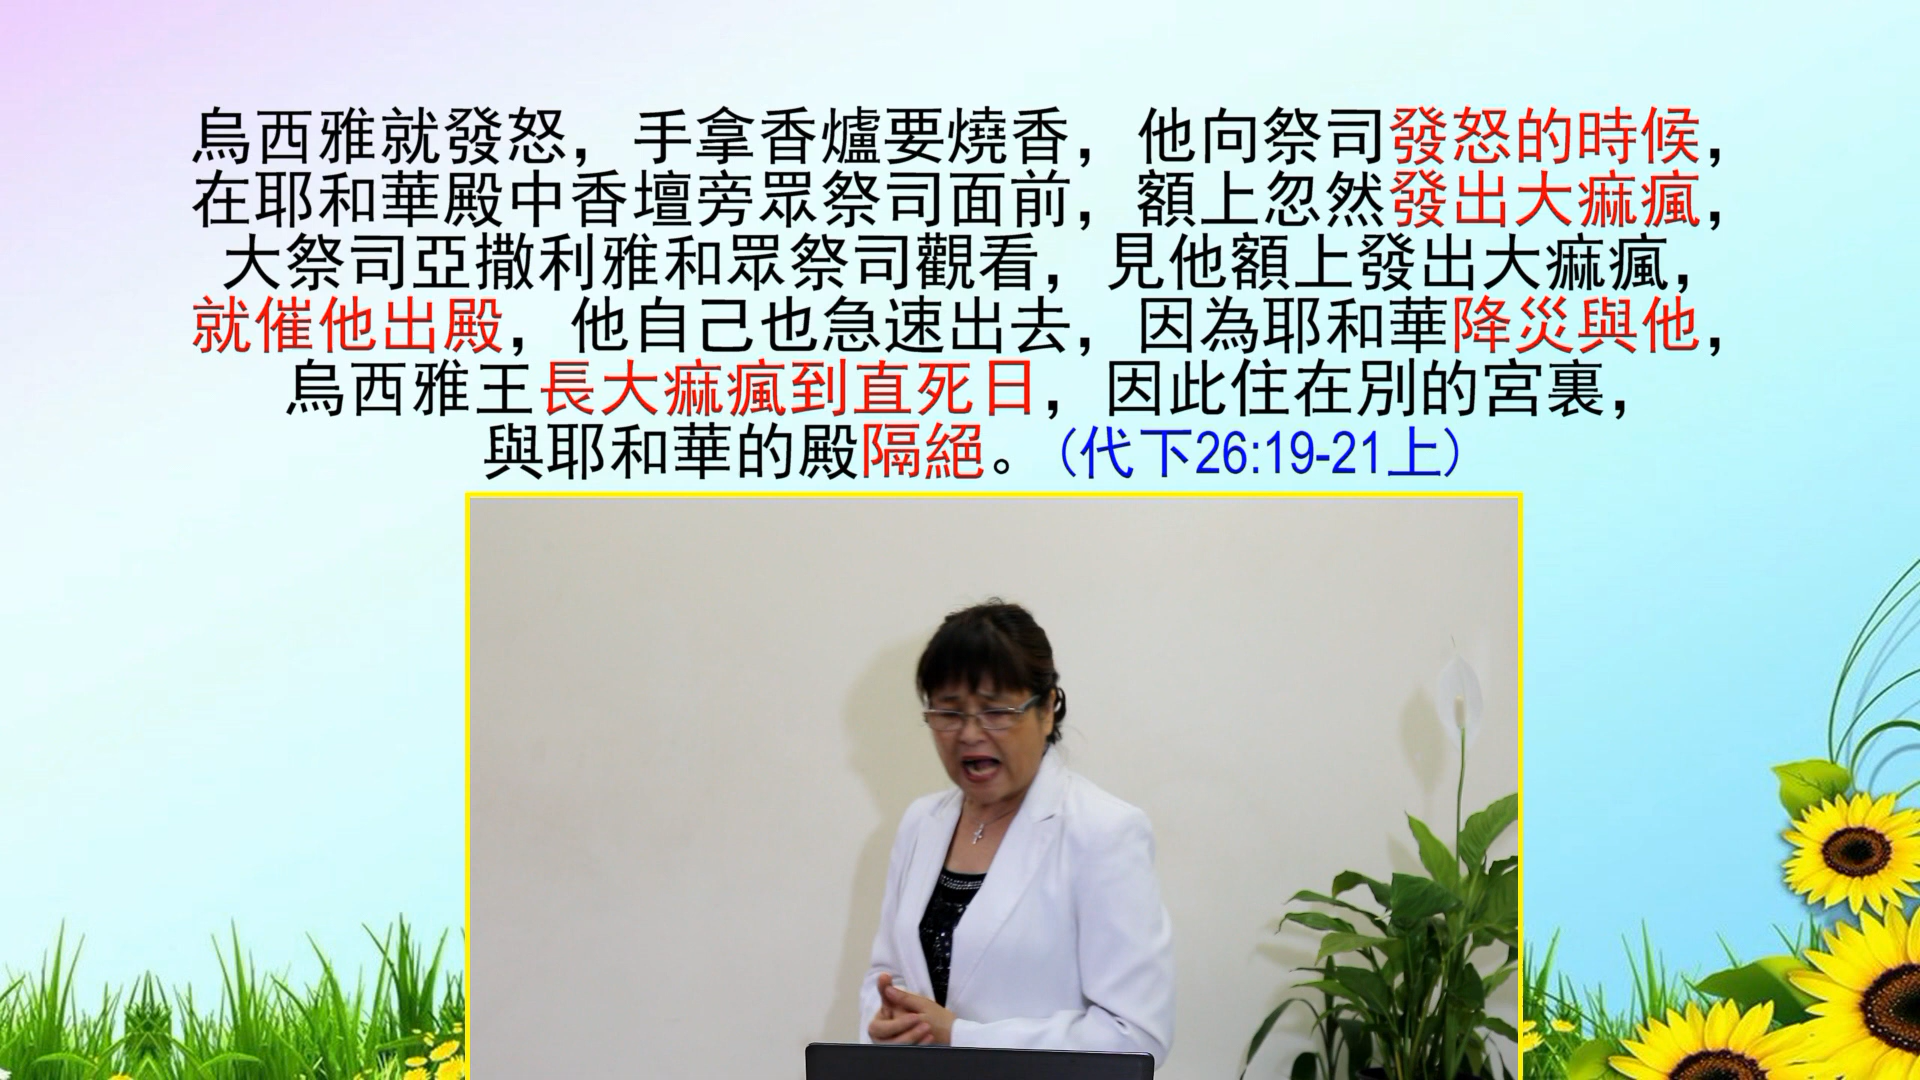 烏西雅就發怒，手拿香爐要燒香，他向祭司發怒的時候，
在耶和華殿中香壇旁眾祭司面前，額上忽然發出大痲瘋，
大祭司亞撒利雅和眾祭司觀看，見他額上發出大痲瘋，
就催他出殿，他自己也急速出去，因為耶和華降災與他，
烏西雅王長大痲瘋到直死日，因此住在別的宮裏，
與耶和華的殿隔絕。(代下26:19-21上)